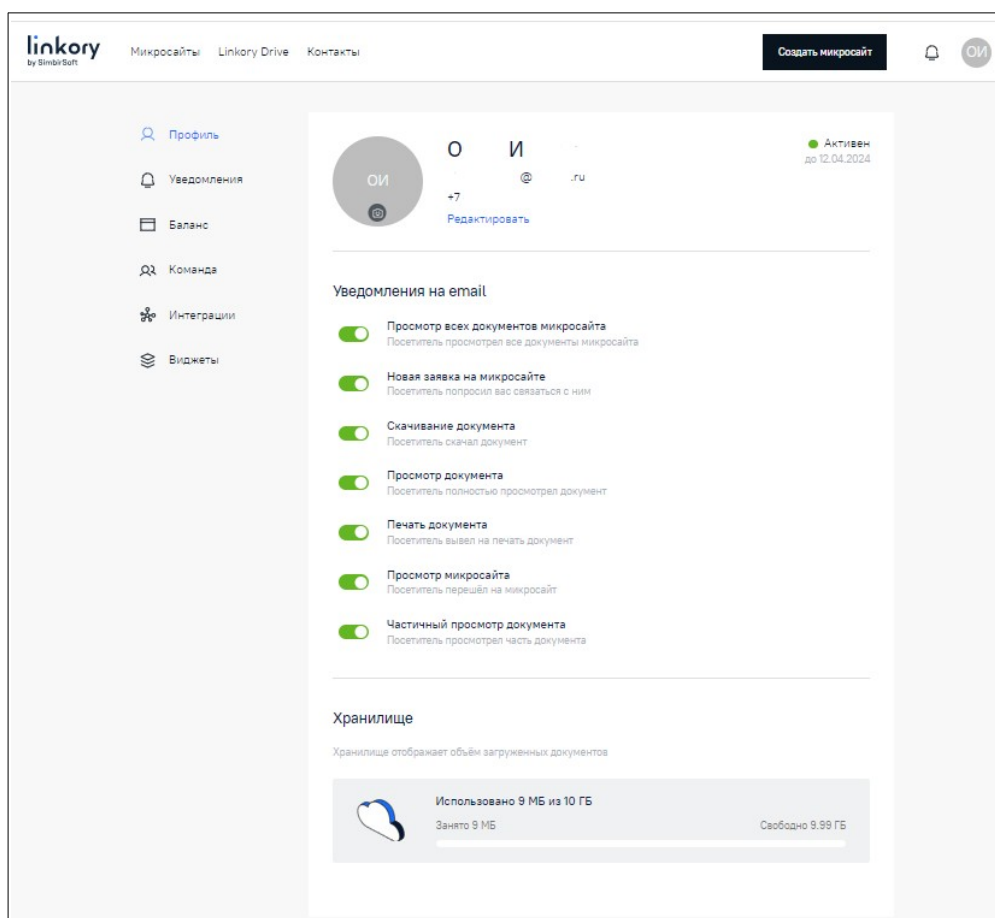 linkory
by SimbirSoft
Микросайты Linkory Drive Контакты
Создать микросайт
ОИ
Профиль
Уведомления
Баланс
Команда
Интеграции
Виджеты
ОИ
О И
@ .ru
+7
Редактировать
Активен
до 12.04.2024
Уведомления на email
Просмотр всех документов микросайта
Посетитель просмотрел все документы микросайта
Новая заявка на микросайте
Посетитель попросил вас связаться с ним
Скачивание документа
Посетитель скачал документ
Просмотр документа
Посетитель полностью просмотрел документ
Печать документа
Посетитель вывел на печать документ
Просмотр микросайта
Посетитель перешёл на микросайт
Частичный просмотр документа
Посетитель просмотрел часть документа
Хранилище
Хранилище отображает объём загруженных документов
Использовано 9 МБ из 10 ГБ
Занято 9 МБ
Свободно 9.99 ГБ